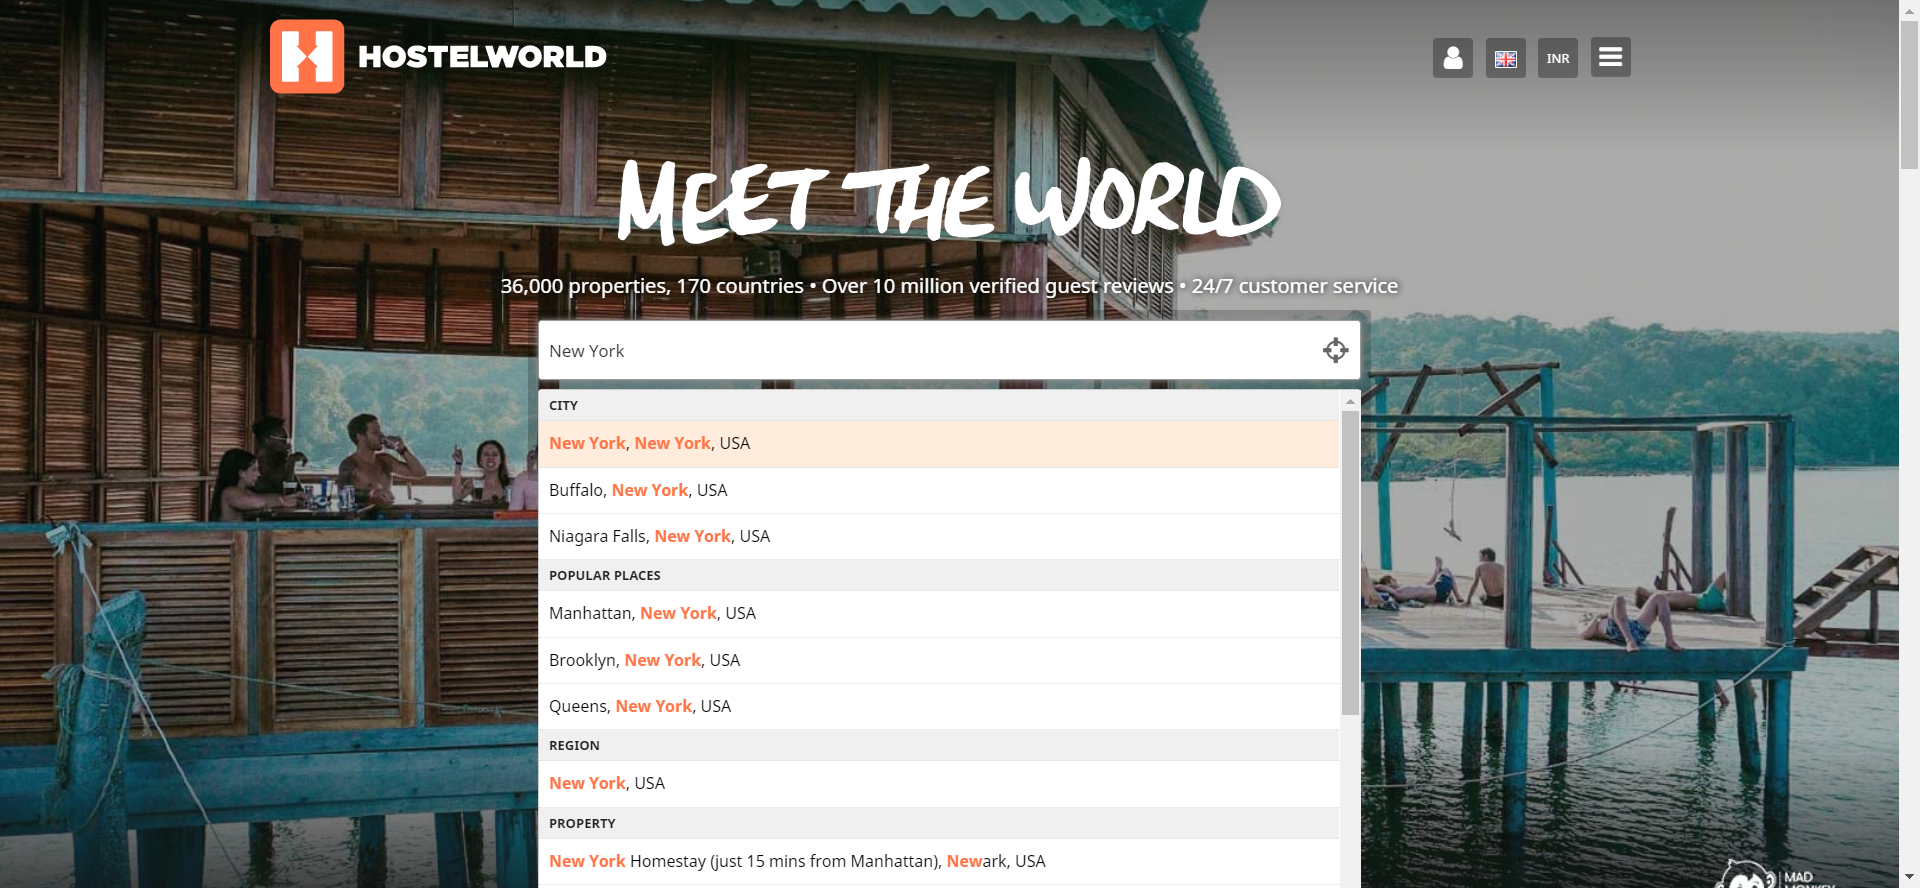 HOSTELWORLD
INR
MEET THE WORLD
36,000 properties, 170 countries • Over 10 million verified guest reviews • 24/7 customer service
New York
CITY
New York, New York, USA
Buffalo, New York, USA
Niagara Falls, New York, USA
POPULAR PLACES
Manhattan, New York, USA
Brooklyn, New York, USA
Queens, New York, USA
REGION
New York, USA
PROPERTY
New York Homestay (just 15 mins from Manhattan), Newark, USA
MAD
MONKEY